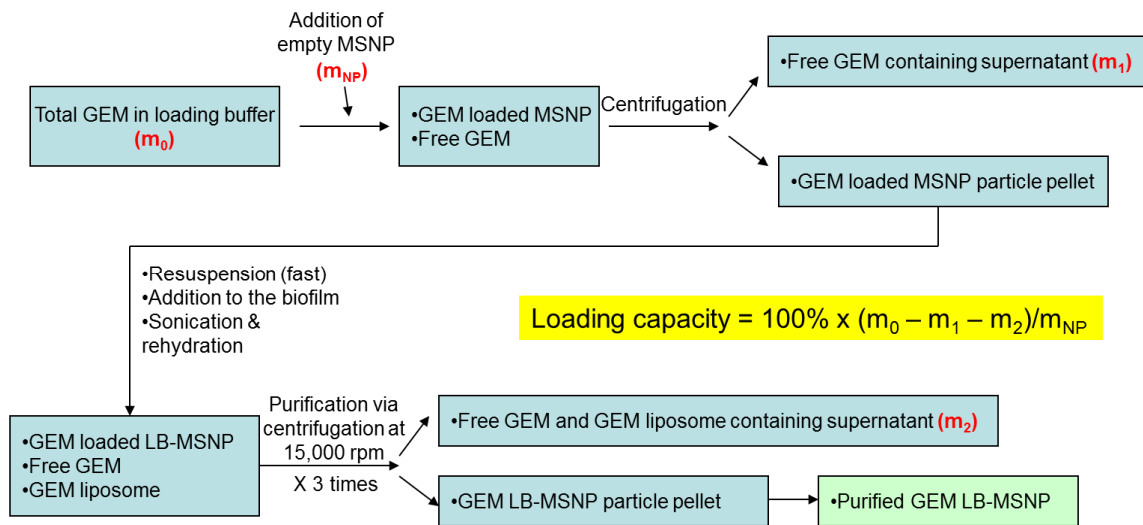 Addition of
empty MSNP
(m_NP)
Total GEM in loading buffer
(m₀)
•GEM loaded MSNP
•Free GEM
Centrifugation
•Free GEM containing supernatant (m₁)
•GEM loaded MSNP particle pellet
•Resuspension (fast)
•Addition to the biofilm
•Sonication &
rehydration
Loading capacity = 100% x (m₀ – m₁ – m₂)/m_NP
•GEM loaded LB-MSNP
•Free GEM
•GEM liposome
Purification via
centrifugation at
15,000 rpm
X 3 times
•Free GEM and GEM liposome containing supernatant (m₂)
•GEM LB-MSNP particle pellet
•Purified GEM LB-MSNP